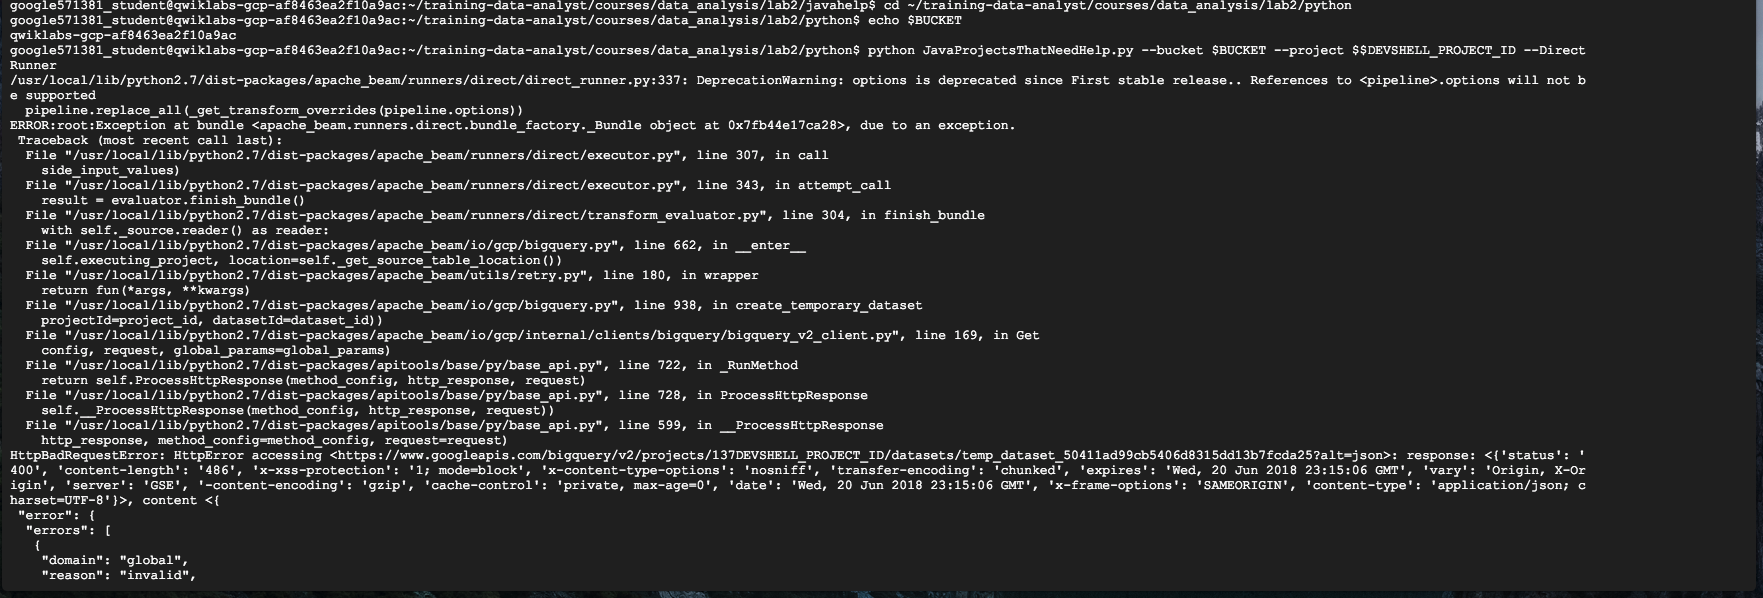 google571381_student@qwiklabs-gcp-af8463ea2f10a9ac:~/training-data-analyst/courses/data_analysis/lab2/javahelp$ cd ~/training-data-analyst/courses/data_analysis/lab2/python
google571381_student@qwiklabs-gcp-af8463ea2f10a9ac:~/training-data-analyst/courses/data_analysis/lab2/python$ echo $BUCKET
qwiklabs-gcp-af8463ea2f10a9ac
google571381_student@qwiklabs-gcp-af8463ea2f10a9ac:~/training-data-analyst/courses/data_analysis/lab2/python$ python JavaProjectsThatNeedHelp.py --bucket $BUCKET --project $$DEVSHELL_PROJECT_ID --Direct
Runner
/usr/local/lib/python2.7/dist-packages/apache_beam/runners/direct/direct_runner.py:337: DeprecationWarning: options is deprecated since First stable release.. References to <pipeline>.options will not b
e supported
  pipeline.replace_all(_get_transform_overrides(pipeline.options))
ERROR:root:Exception at bundle <apache_beam.runners.direct.bundle_factory._Bundle object at 0x7fb44e17ca28>, due to an exception.
 Traceback (most recent call last):
  File "/usr/local/lib/python2.7/dist-packages/apache_beam/runners/direct/executor.py", line 307, in call
    side_input_values)
  File "/usr/local/lib/python2.7/dist-packages/apache_beam/runners/direct/executor.py", line 343, in attempt_call
    result = evaluator.finish_bundle()
  File "/usr/local/lib/python2.7/dist-packages/apache_beam/runners/direct/transform_evaluator.py", line 304, in finish_bundle
    with self._source.reader() as reader:
  File "/usr/local/lib/python2.7/dist-packages/apache_beam/io/gcp/bigquery.py", line 662, in __enter__
    self.executing_project, location=self._get_source_table_location())
  File "/usr/local/lib/python2.7/dist-packages/apache_beam/utils/retry.py", line 180, in wrapper
    return fun(*args, **kwargs)
  File "/usr/local/lib/python2.7/dist-packages/apache_beam/io/gcp/bigquery.py", line 938, in create_temporary_dataset
    projectId=project_id, datasetId=dataset_id))
  File "/usr/local/lib/python2.7/dist-packages/apache_beam/io/gcp/internal/clients/bigquery/bigquery_v2_client.py", line 169, in Get
    config, request, global_params=global_params)
  File "/usr/local/lib/python2.7/dist-packages/apitools/base/py/base_api.py", line 722, in _RunMethod
    return self.ProcessHttpResponse(method_config, http_response, request)
  File "/usr/local/lib/python2.7/dist-packages/apitools/base/py/base_api.py", line 728, in ProcessHttpResponse
    self.__ProcessHttpResponse(method_config, http_response, request))
  File "/usr/local/lib/python2.7/dist-packages/apitools/base/py/base_api.py", line 599, in __ProcessHttpResponse
    http_response, method_config=method_config, request=request)
HttpBadRequestError: HttpError accessing <https://www.googleapis.com/bigquery/v2/projects/137DEVSHELL_PROJECT_ID/datasets/temp_dataset_50411ad99cb5406d8315dd13b7fcda25?alt=json>: response: <{'status': '
400', 'content-length': '486', 'x-xss-protection': '1; mode=block', 'x-content-type-options': 'nosniff', 'transfer-encoding': 'chunked', 'expires': 'Wed, 20 Jun 2018 23:15:06 GMT', 'vary': 'Origin, X-Or
igin', 'server': 'GSE', '-content-encoding': 'gzip', 'cache-control': 'private, max-age=0', 'date': 'Wed, 20 Jun 2018 23:15:06 GMT', 'x-frame-options': 'SAMEORIGIN', 'content-type': 'application/json; c
harset=UTF-8'}>, content <{
 "error": {
  "errors": [
   {
    "domain": "global",
    "reason": "invalid",